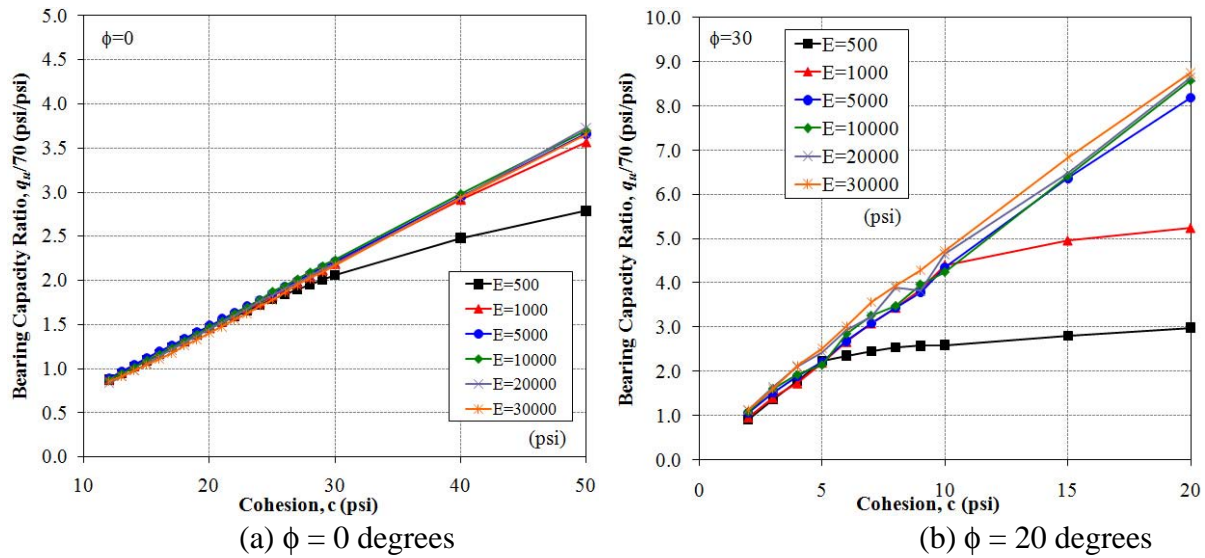 5.0
4.5
4.0
3.5
3.0
2.5
2.0
1.5
1.0
0.5
0.0
Bearing Capacity Ratio, qu/70 (psi/psi)
ϕ=0
E=500
E=1000
E=5000
E=10000
E=20000
E=30000
(psi)
10 20 30 40 50
Cohesion, c (psi)
(a) ϕ = 0 degrees
10.0
9.0
8.0
7.0
6.0
5.0
4.0
3.0
2.0
1.0
0.0
Bearing Capacity Ratio, qu/70 (psi/psi)
ϕ=30
E=500
E=1000
E=5000
E=10000
E=20000
E=30000
(psi)
0 5 10 15 20
Cohesion, c (psi)
(b) ϕ = 20 degrees